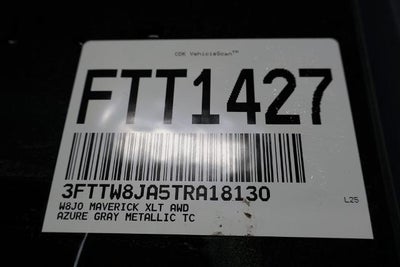 CDK VehicleScan™
FTT1427
3FTTW8JA5TRA18130
W8J0 MAVERICK XLT AWD
AZURE GRAY METALLIC TC
L25